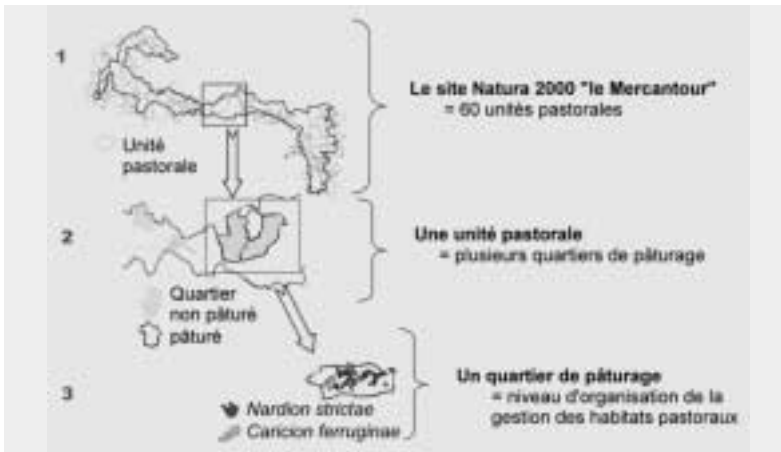 1
Le site Natura 2000 "le Mercantour"
= 60 unités pastorales
Unité
pastorale
2
Une unité pastorale
= plusieurs quartiers de pâturage
Quartier
non pâturé
pâturé
3
Un quartier de pâturage
= niveau d'organisation de la
gestion des habitats pastoraux
Nardion strictae
Caricion ferruginae